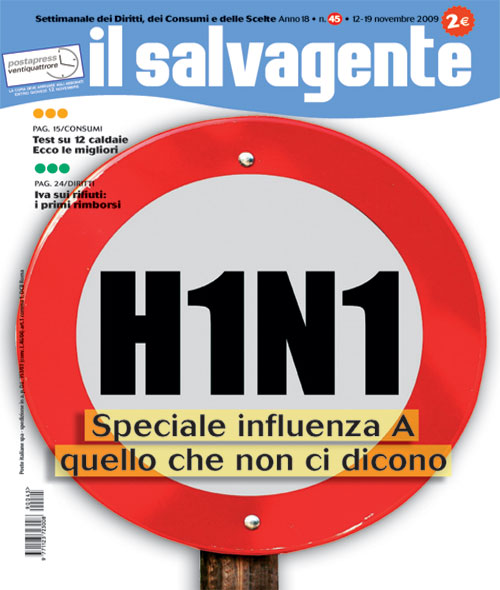 Settimanale dei Diritti, dei Consumi e delle Scelte Anno 18 • n. 45 • 12-19 novembre 2009
2€
postapress
ventiquattrore
il salvagente
PAG. 15/CONSUMI
Test su 12 caldaie
Ecco le migliori
PAG. 24/DIRITTI
Iva sui rifiuti:
i primi rimborsi
H1N1
Speciale influenza A
quello che non ci dicono